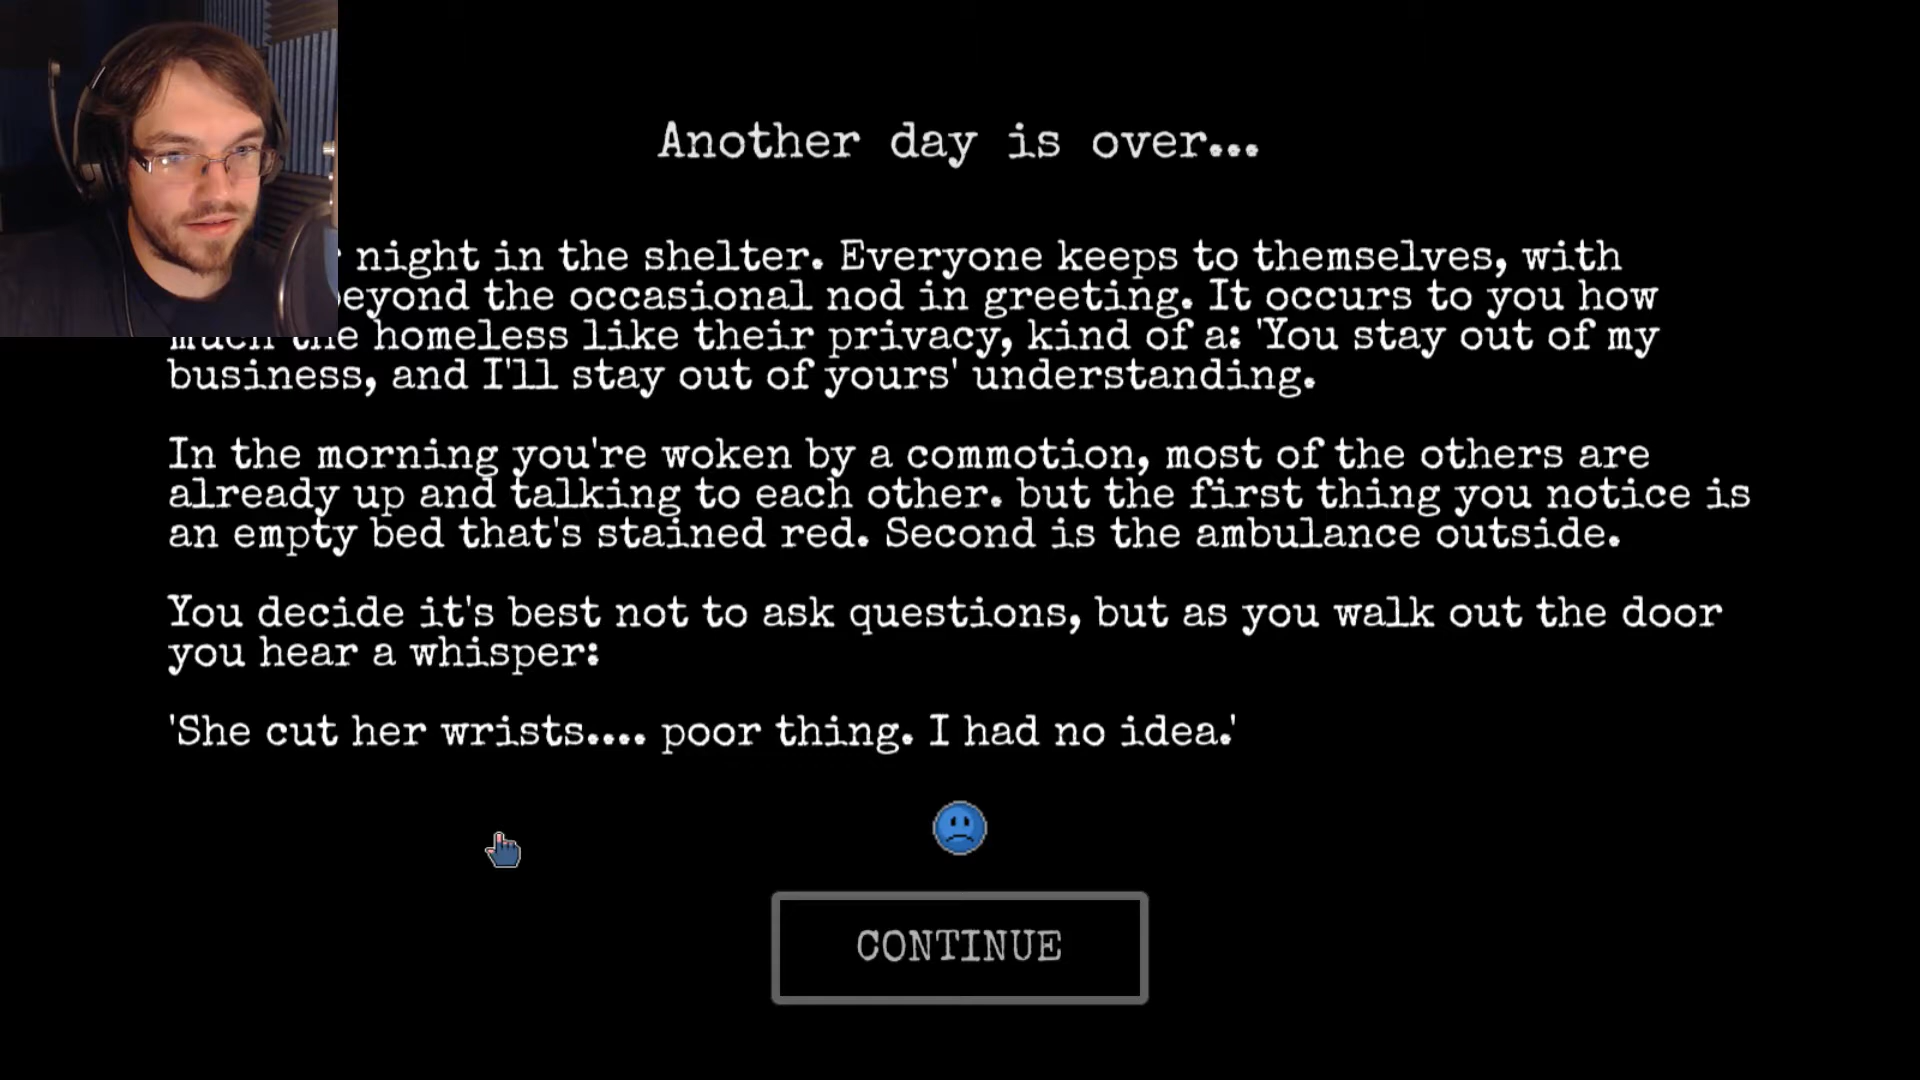 Another day is over...
night in the shelter. Everyone keeps to themselves, with
beyond the occasional nod in greeting. It occurs to you how
much the homeless like their privacy, kind of a: 'You stay out of my
business, and I'll stay out of yours' understanding.
In the morning you're woken by a commotion, most of the others are
already up and talking to each other. but the first thing you notice is
an empty bed that's stained red. Second is the ambulance outside.
You decide it's best not to ask questions, but as you walk out the door
you hear a whisper:
'She cut her wrists.... poor thing. I had no idea.'
CONTINUE